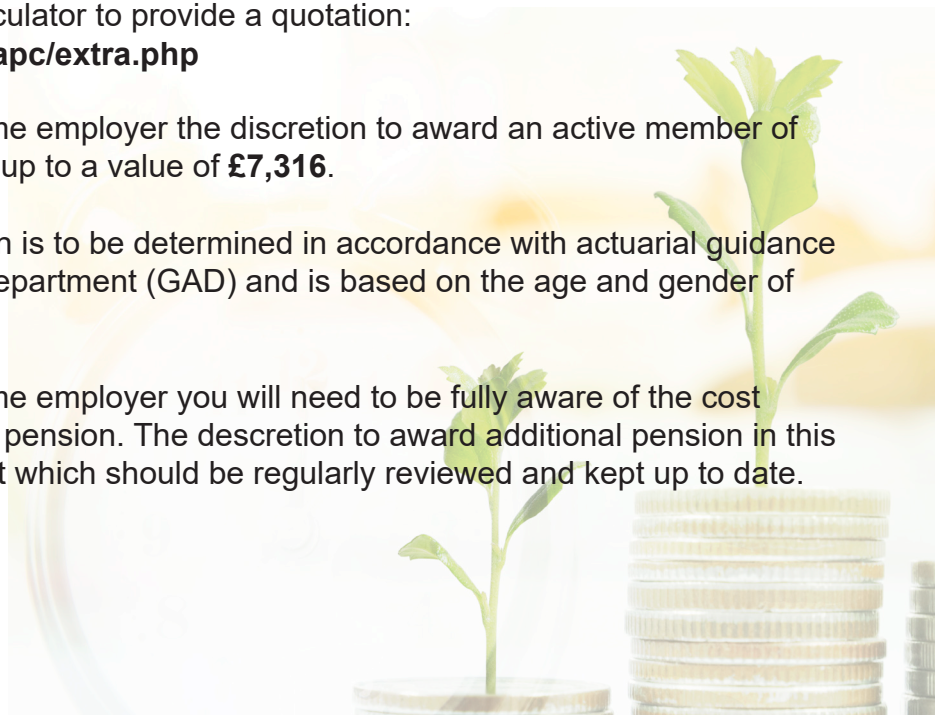 culator to provide a quotation:
apc/extra.php
he employer the discretion to award an active member of
up to a value of £7,316.
n is to be determined in accordance with actuarial guidance
epartment (GAD) and is based on the age and gender of
he employer you will need to be fully aware of the cost
pension. The descretion to award additional pension in this
t which should be regularly reviewed and kept up to date.